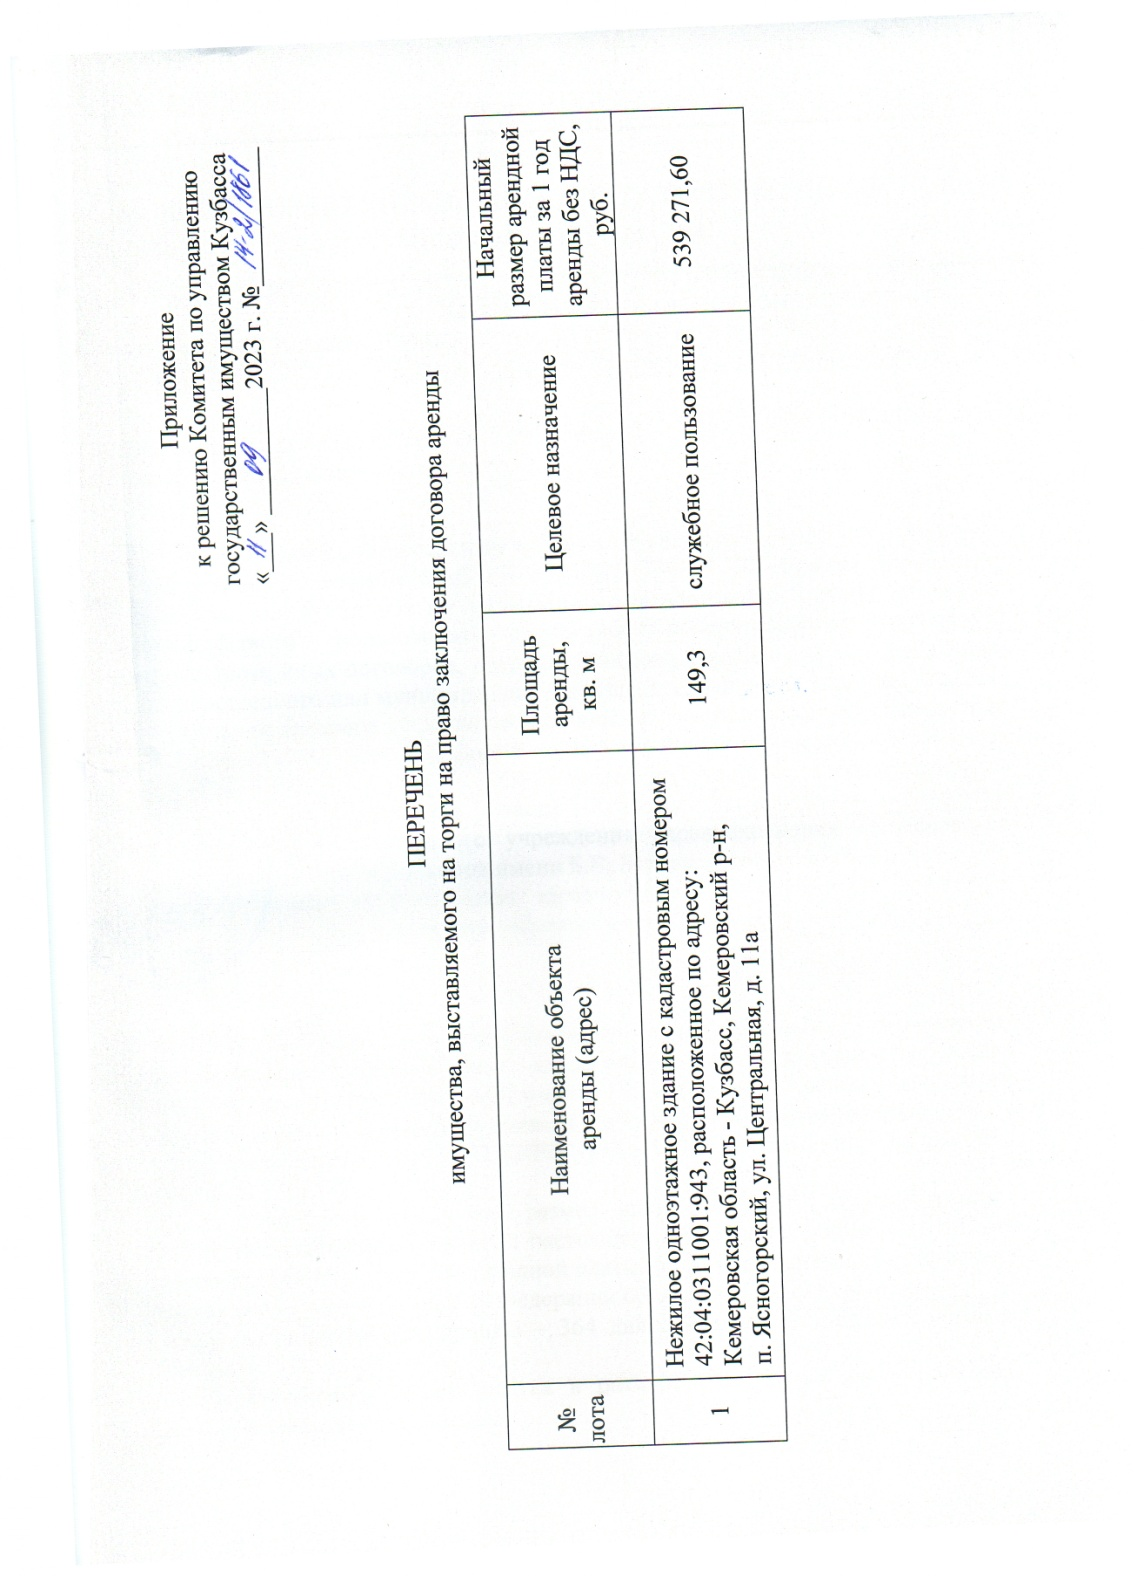 Приложение
к решению Комитета по управлению
государственным имуществом Кузбасса
« 11 » 09 2023 г. № 14-2/1861
ПЕРЕЧЕНЬ
имущества, выставляемого на торги на право заключения договора аренды
№
лота
Наименование объекта
аренды (адрес)
Площадь
аренды,
кв. м
Целевое назначение
Начальный
размер арендной
платы за 1 год
аренды без НДС,
руб.
1
Нежилое одноэтажное здание с кадастровым номером
42:04:0311001:943, расположенное по адресу:
Кемеровская область - Кузбасс, Кемеровский р-н,
п. Ясногорский, ул. Центральная, д. 11а
149,3
служебное пользование
539 271,60